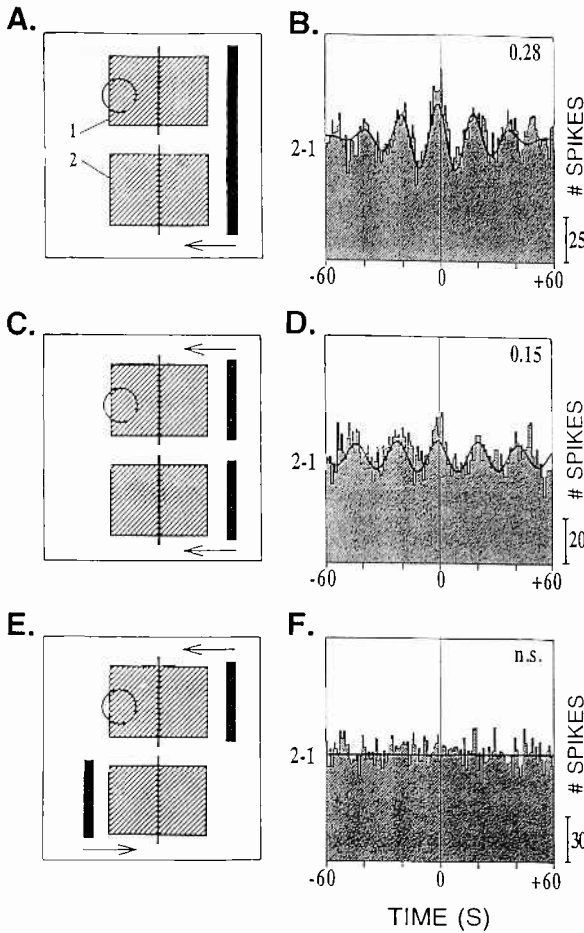 A.
1
2
B.
0.28
2-1
# SPIKES
25
-60
0
+60
C.
D.
0.15
2-1
# SPIKES
20
-60
0
+60
E.
F.
n.s.
2-1
# SPIKES
30
-60
0
+60
TIME (S)